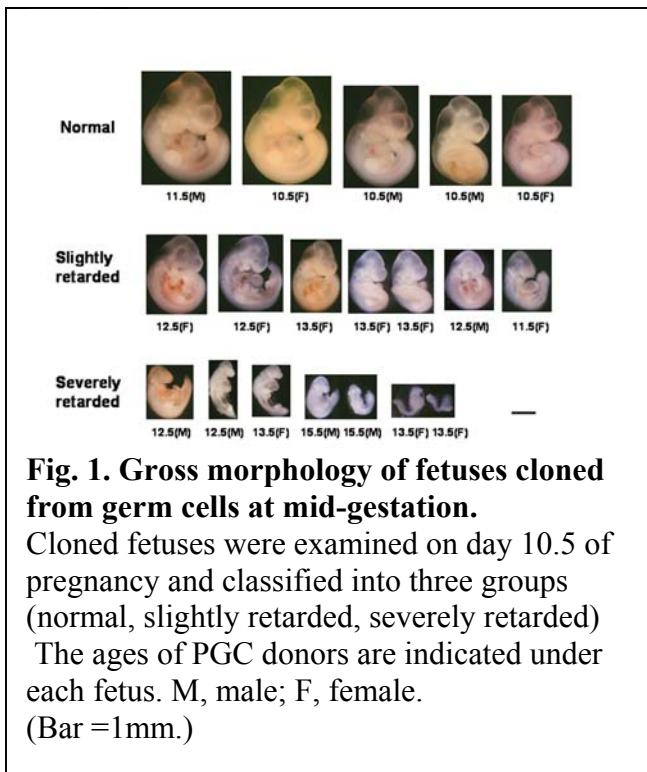 Normal
11.5(M) 10.5(F) 10.5(M) 10.5(M) 10.5(F)
Slightly
retarded
12.5(F) 12.5(F) 13.5(F) 13.5(F) 13.5(F) 12.5(M) 11.5(F)
Severely
retarded
12.5(M) 12.5(M) 13.5(F) 15.5(M) 15.5(M) 13.5(F) 13.5(F)
Fig. 1. Gross morphology of fetuses cloned
from germ cells at mid-gestation.
Cloned fetuses were examined on day 10.5 of
pregnancy and classified into three groups
(normal, slightly retarded, severely retarded)
The ages of PGC donors are indicated under
each fetus. M, male; F, female.
(Bar =1mm.)